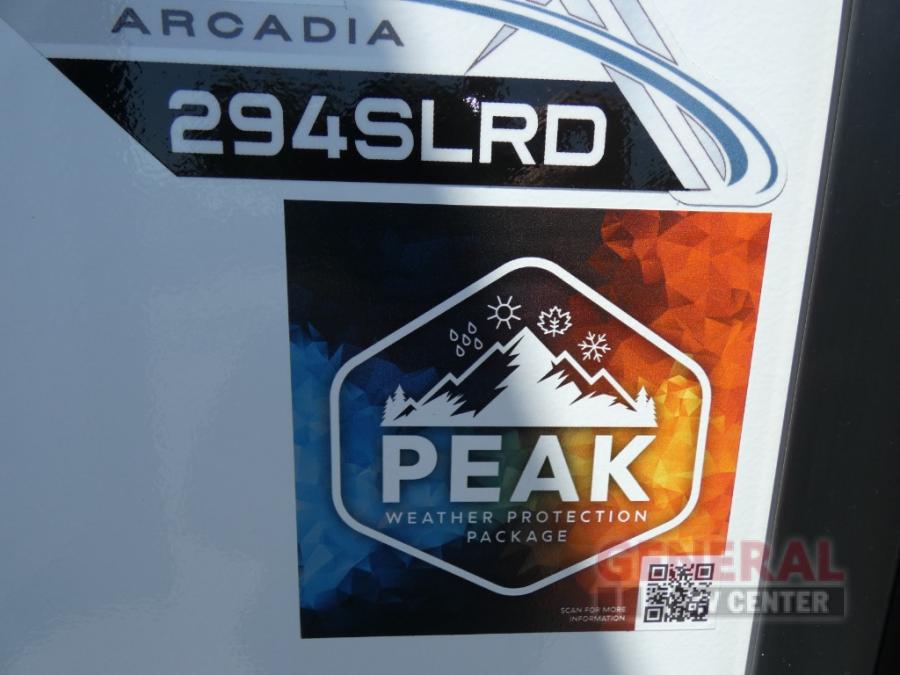 ARCADIA
294SLRD
PEAK
WEATHER PROTECTION
PACKAGE
SCAN FOR MORE
INFORMATION
GENERAL
RV CENTER